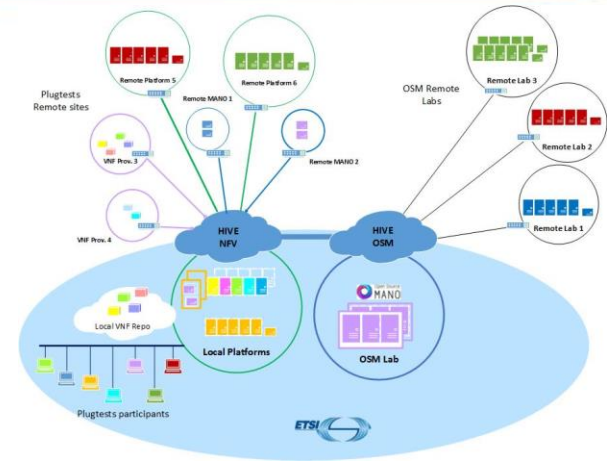 Remote Platform 5
Remote Platform 6
Plugtests
Remote sites
Remote MANO 1
Remote MANO 2
VNF Prov. 3
VNF Prov. 4
OSM Remote
Labs
Remote Lab 3
Remote Lab 2
Remote Lab 1
HIVE
NFV
HIVE
OSM
Local VNF Repo
Local Platforms
Open Source
MANO
OSM Lab
Plugtests participants
ETSI